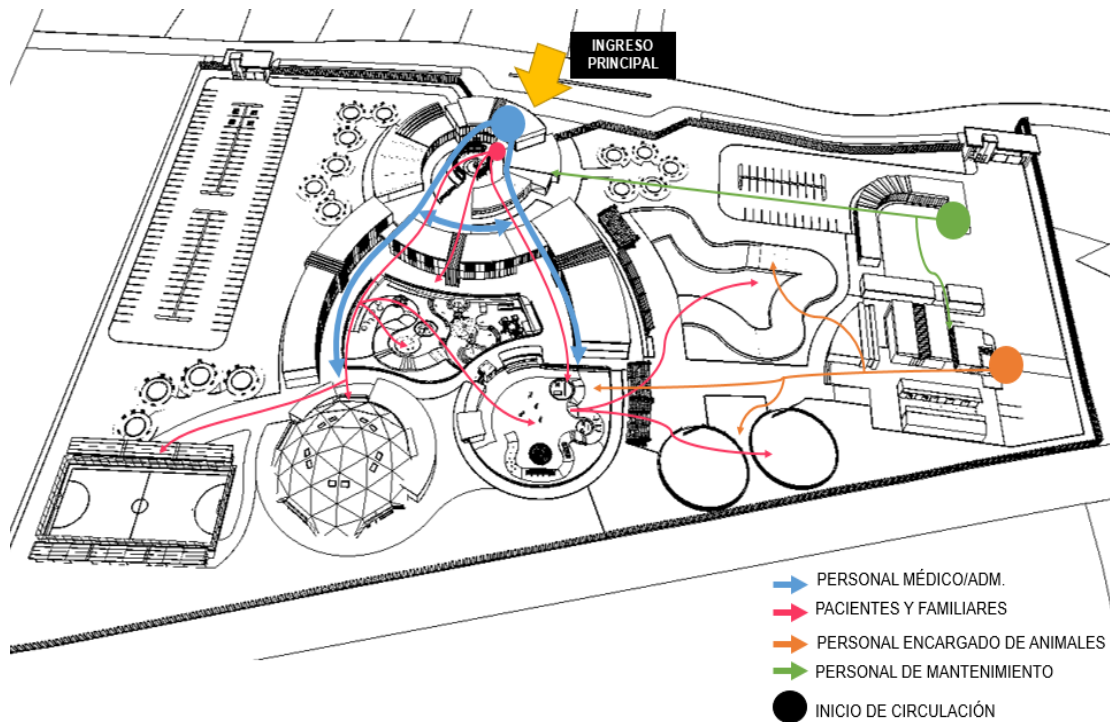 INGRESO
PRINCIPAL
PERSONAL MÉDICO/ADM.
PACIENTES Y FAMILIARES
PERSONAL ENCARGADO DE ANIMALES
PERSONAL DE MANTENIMIENTO
INICIO DE CIRCULACIÓN